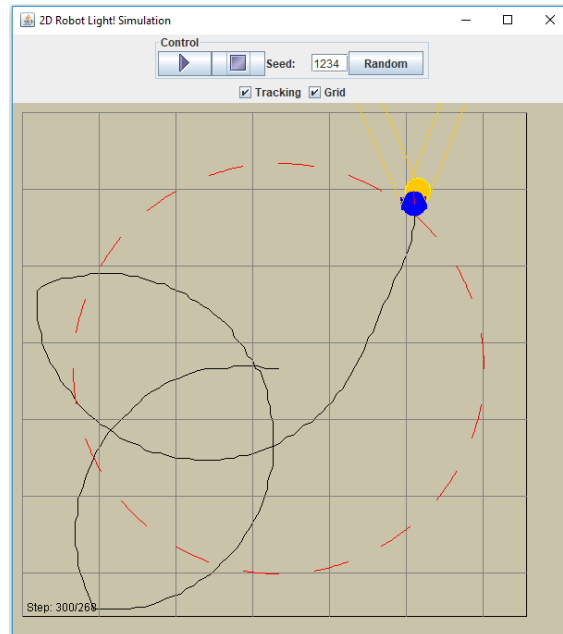 2D Robot Light! Simulation
Control
Seed: 1234 Random
Tracking Grid
Step: 300/268